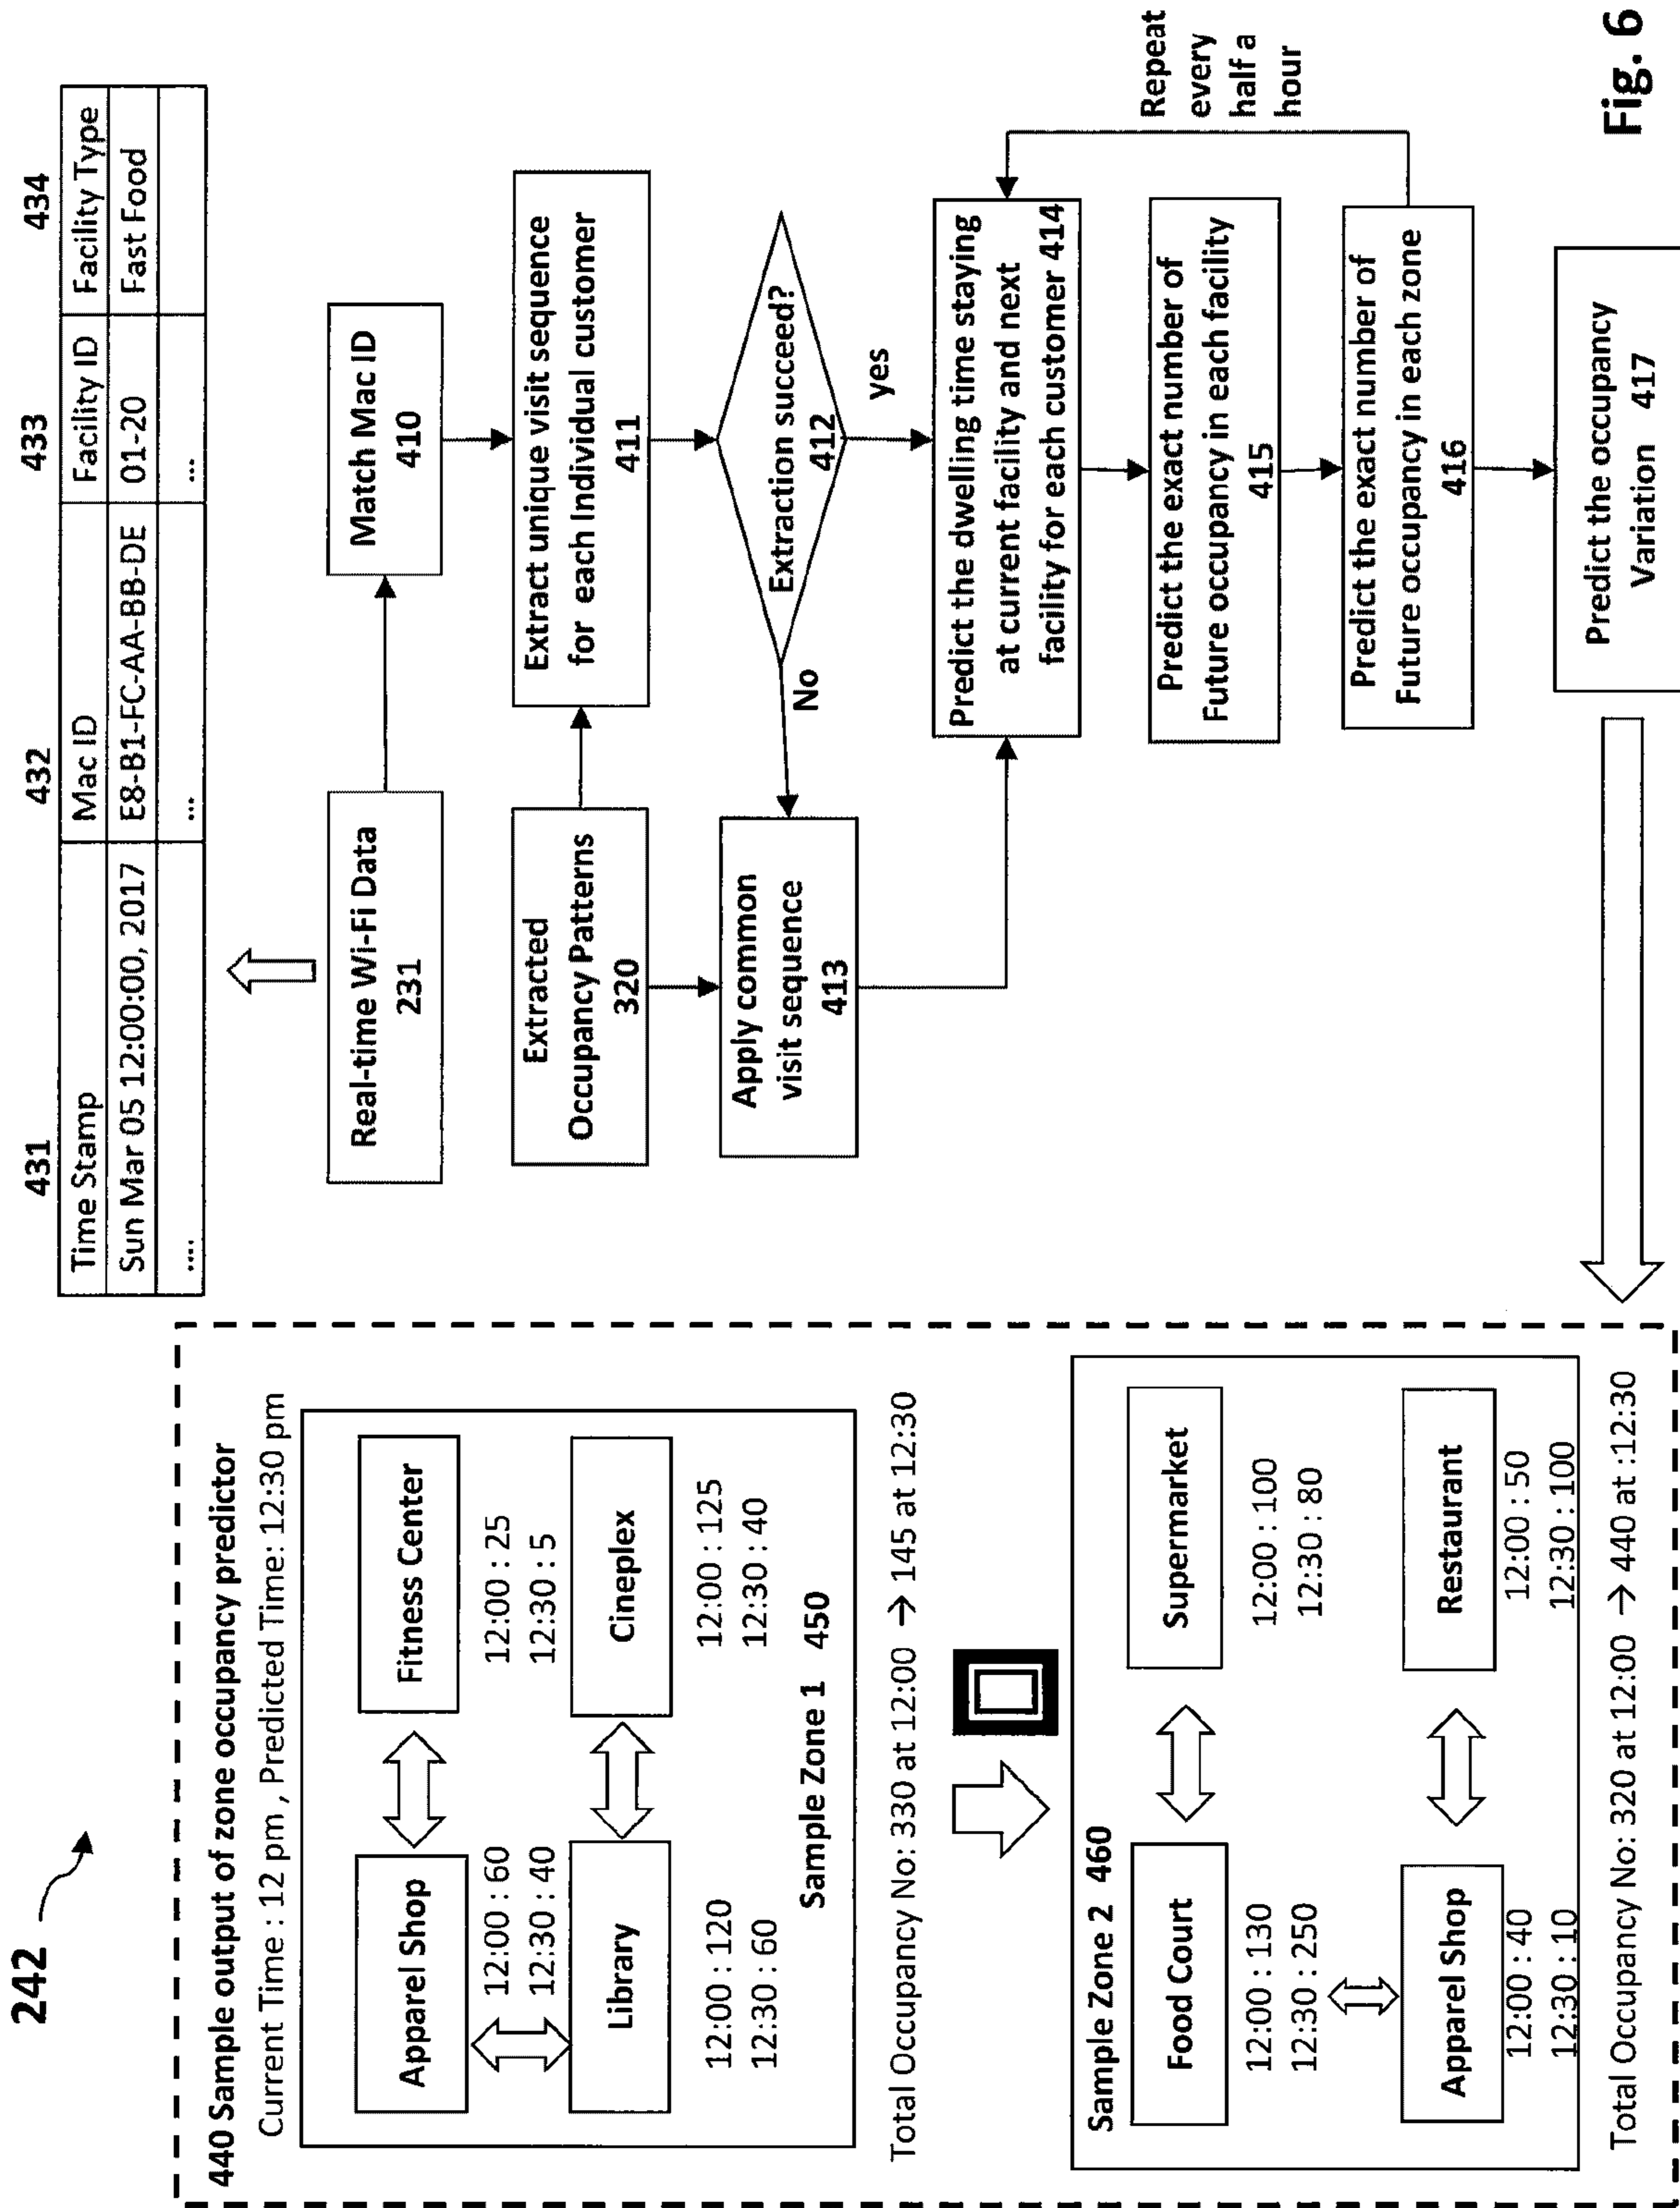 242
440 Sample output of zone occupancy predictor
Current Time : 12 pm , Predicted Time: 12:30 pm
Apparel Shop
12:00 : 60
12:30 : 40
Fitness Center
12:00 : 25
12:30 : 5
Library
12:00 : 120
12:30 : 60
Cineplex
12:00 : 125
12:30 : 40
Sample Zone 1 450
Total Occupancy No: 330 at 12:00 → 145 at 12:30
Sample Zone 2 460
Food Court
12:00 : 130
12:30 : 250
Supermarket
12:00 : 100
12:30 : 80
Apparel Shop
12:00 : 40
12:30 : 10
Restaurant
12:00 : 50
12:30 : 100
Total Occupancy No: 320 at 12:00 → 440 at :12:30
431 432 433 434
Time Stamp Mac ID Facility ID Facility Type
Sun Mar 05 12:00:00, 2017 E8-B1-FC-AA-BB-DE 01-20 Fast Food
.... ... ...
Real-time Wi-Fi Data
231
Match Mac ID
410
Extracted
Occupancy Patterns
320
Extract unique visit sequence
for each Individual customer
411
Extraction succeed?
412
No
yes
Apply common
visit sequence
413
Predict the dwelling time staying
at current facility and next
facility for each customer 414
Predict the exact number of
Future occupancy in each facility
415
Predict the exact number of
Future occupancy in each zone
416
Repeat
every
half a
hour
Predict the occupancy
Variation 417
Fig. 6